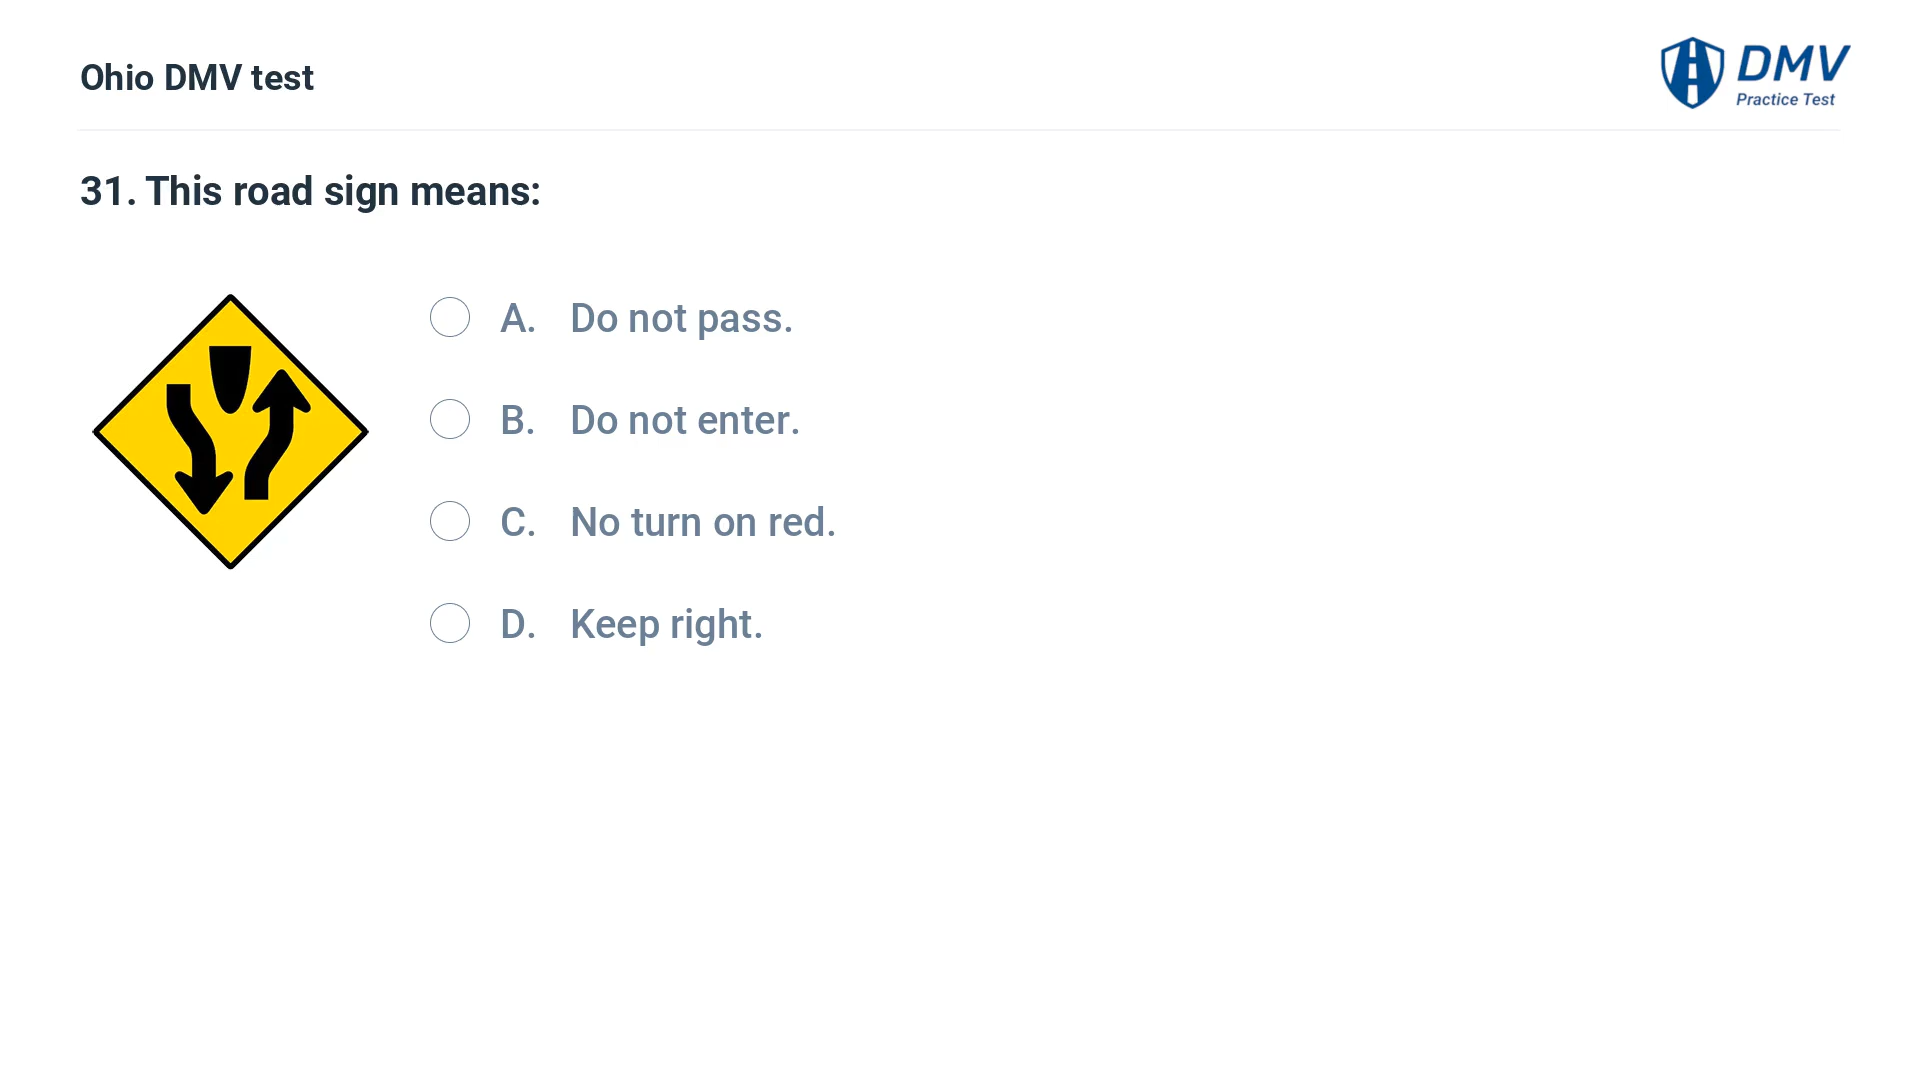 Ohio DMV test
DMV
Practice Test
31. This road sign means:
A. Do not pass.
B. Do not enter.
C. No turn on red.
D. Keep right.